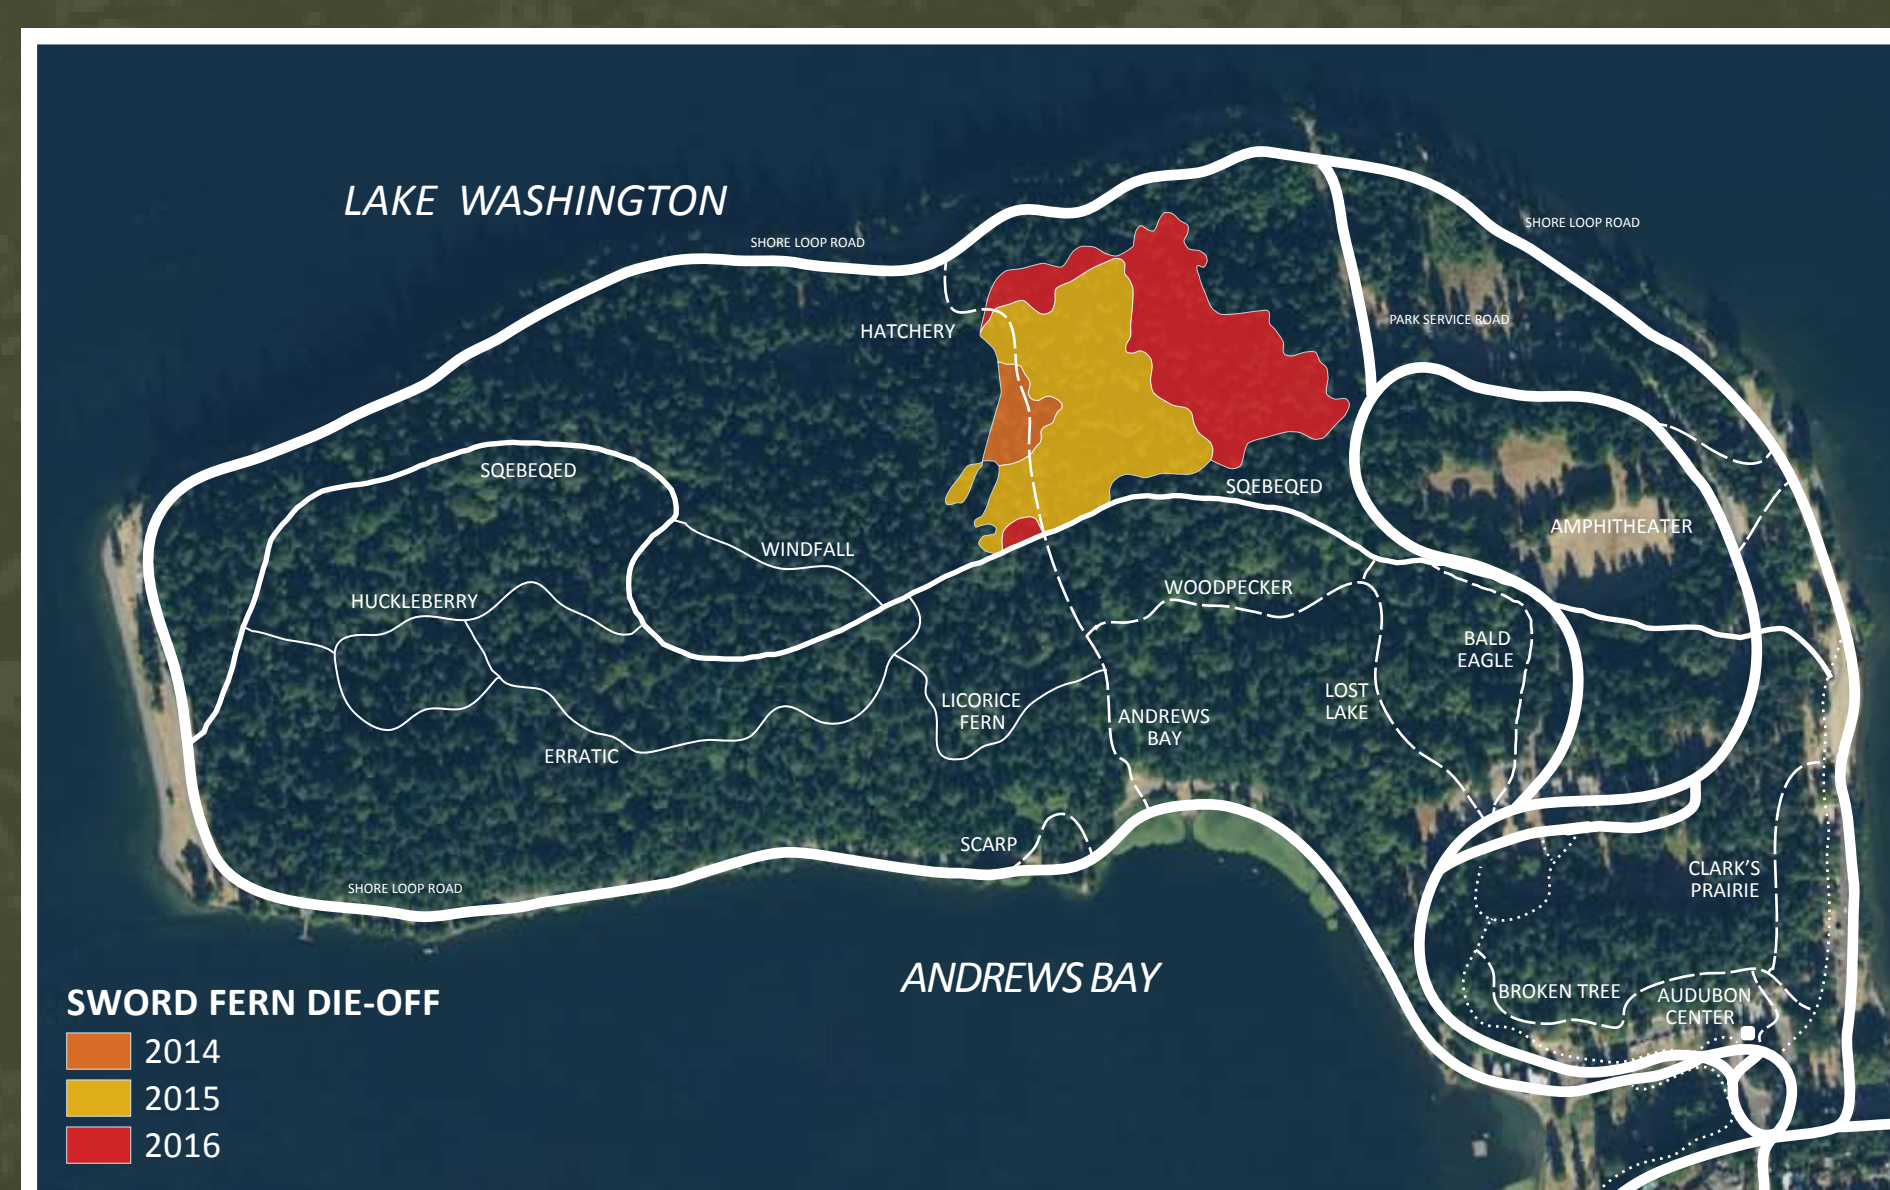 LAKE WASHINGTON
SHORE LOOP ROAD
SHORE LOOP ROAD
HATCHERY
PARK SERVICE ROAD
SQEBEQED
SQEBEQED
AMPHITHEATER
WINDFALL
WOODPECKER
HUCKLEBERRY
BALD
EAGLE
LICORICE
FERN
LOST
LAKE
ANDREWS
BAY
ERRATIC
SCARP
CLARK'S
PRAIRIE
SHORE LOOP ROAD
ANDREWS BAY
BROKEN TREE
AUDUBON
CENTER
SWORD FERN DIE-OFF
2014
2015
2016